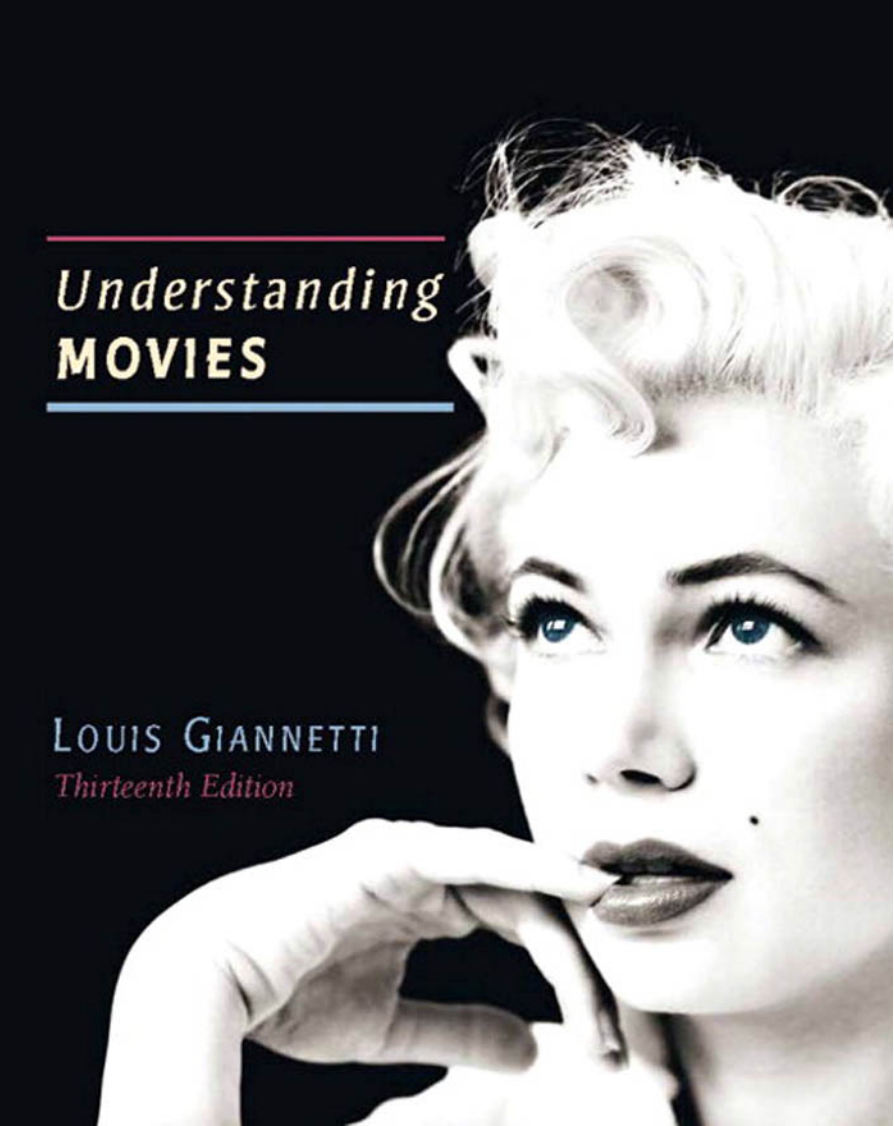 Understanding
MOVIES
LOUIS GIANNETTI
Thirteenth Edition